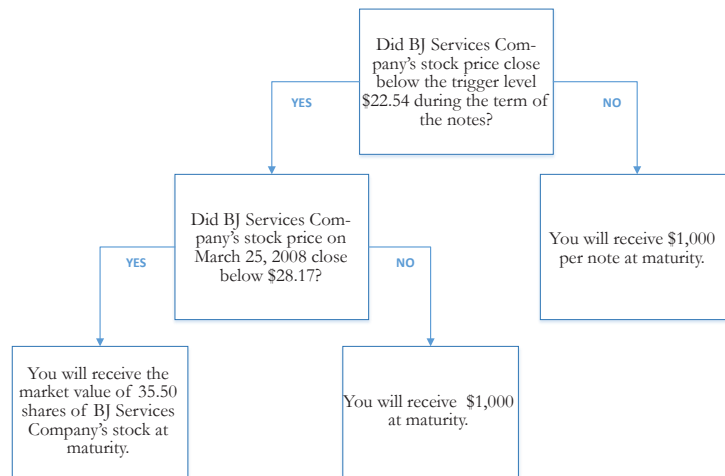 Did BJ Services Com-
pany's stock price close
below the trigger level
$22.54 during the term of
the notes?
YES
NO
Did BJ Services Com-
pany's stock price on
March 25, 2008 close
below $28.17?
You will receive $1,000
per note at maturity.
YES
NO
You will receive the
market value of 35.50
shares of BJ Services
Company's stock at
maturity.
You will receive $1,000
at maturity.